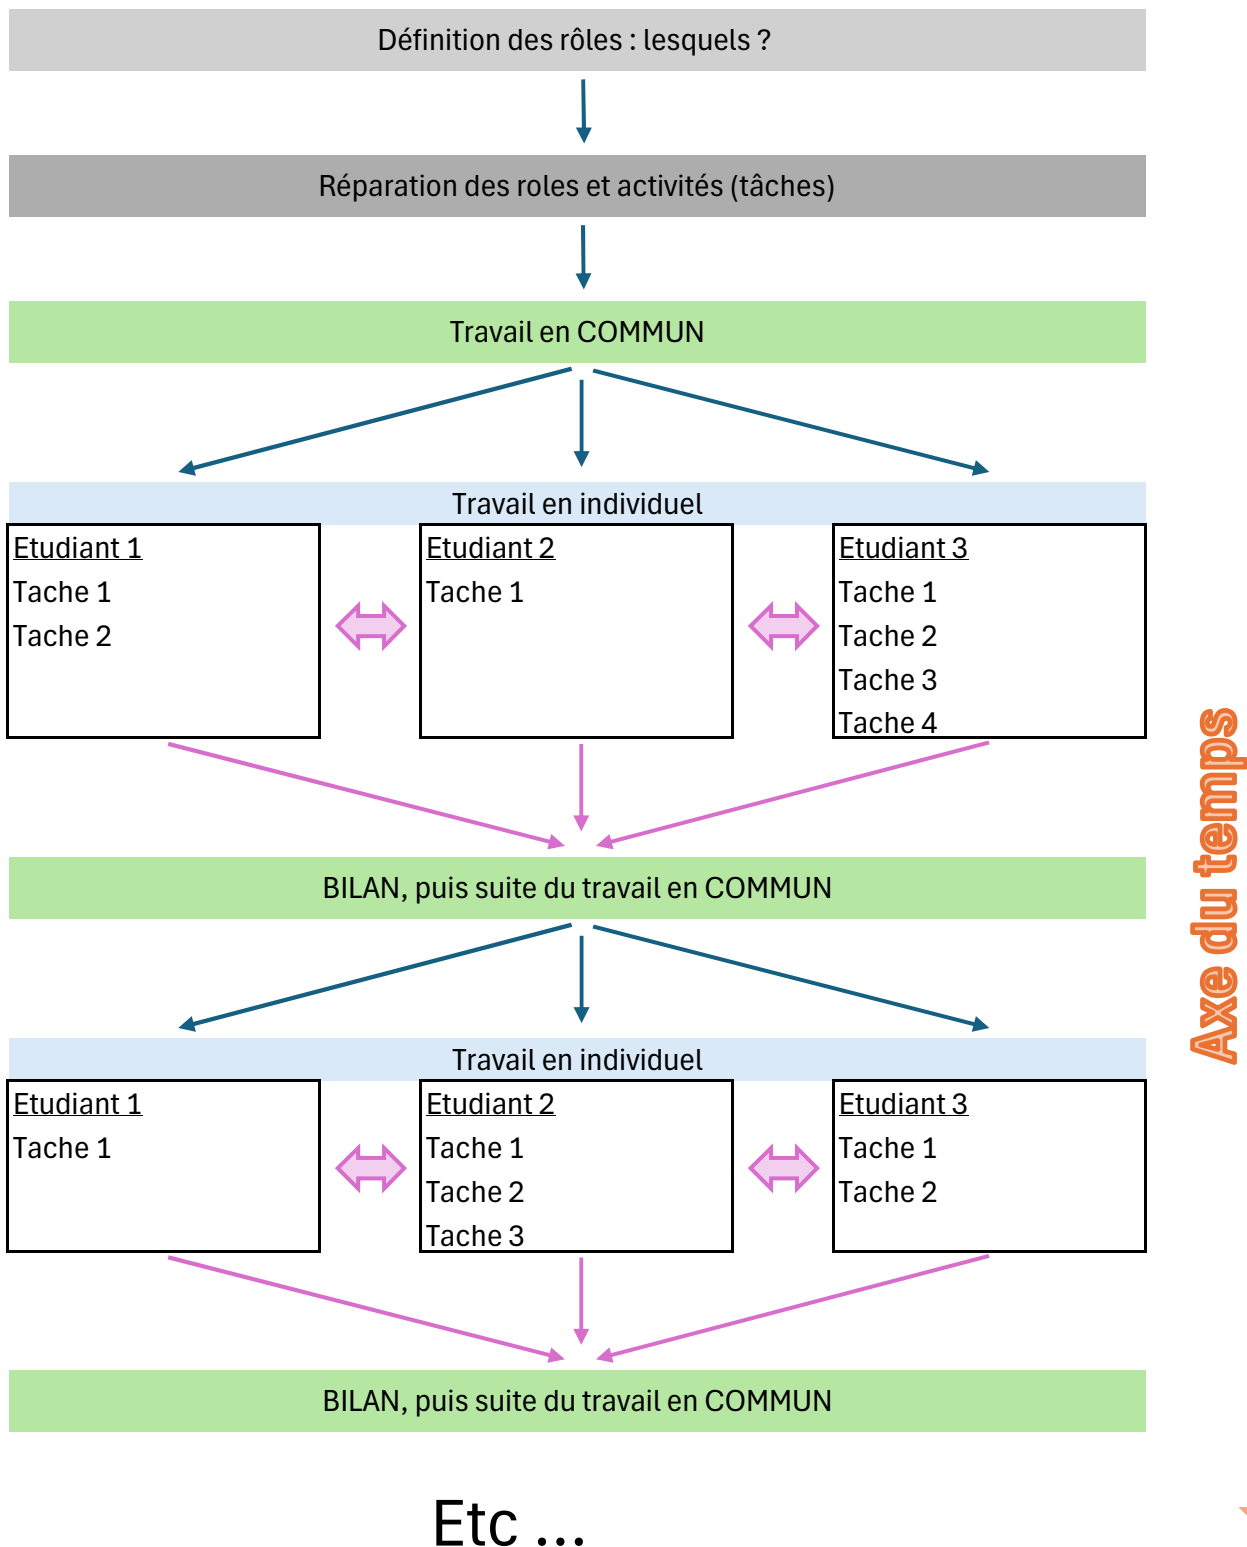 Définition des rôles : lesquels ?
Réparation des roles et activités (tâches)
Travail en COMMUN
Travail en individuel
Etudiant 1
Tache 1
Tache 2
Etudiant 2
Tache 1
Etudiant 3
Tache 1
Tache 2
Tache 3
Tache 4
BILAN, puis suite du travail en COMMUN
Travail en individuel
Etudiant 1
Tache 1
Etudiant 2
Tache 1
Tache 2
Tache 3
Etudiant 3
Tache 1
Tache 2
BILAN, puis suite du travail en COMMUN
Etc ...
Axe du temps